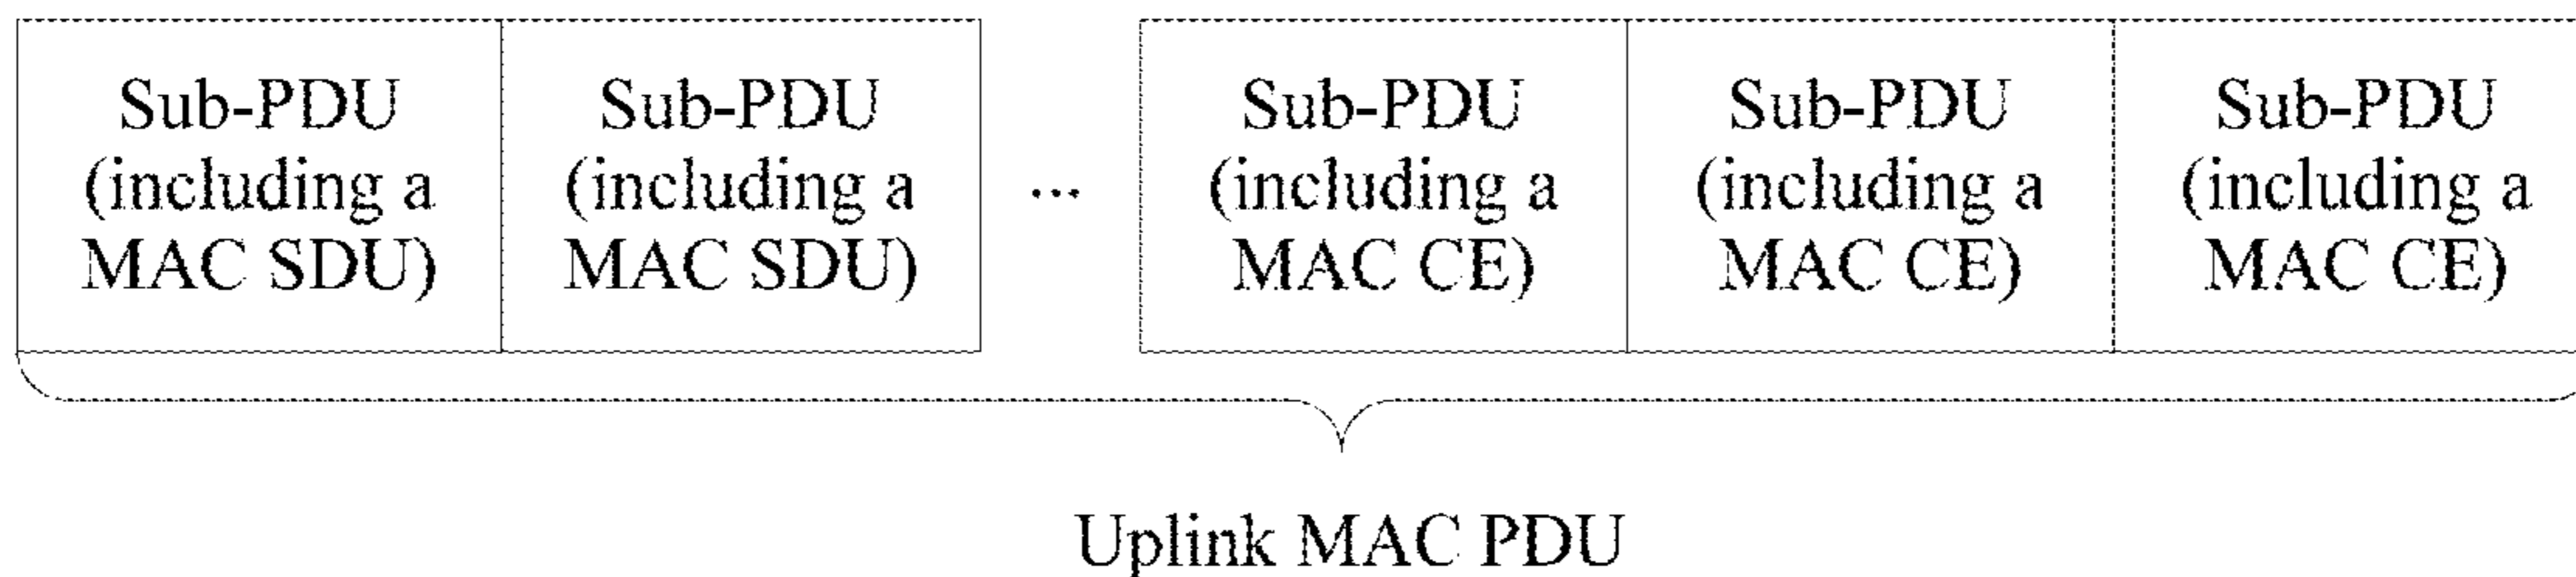 Sub-PDU
(including a
MAC SDU)
Sub-PDU
(including a
MAC SDU)
...
Sub-PDU
(including a
MAC CE)
Sub-PDU
(including a
MAC CE)
Sub-PDU
(including a
MAC CE)
Uplink MAC PDU